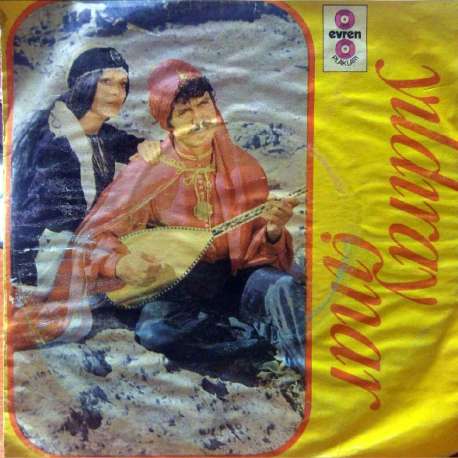 evren
PLAKLARI
yıldıray
çınar